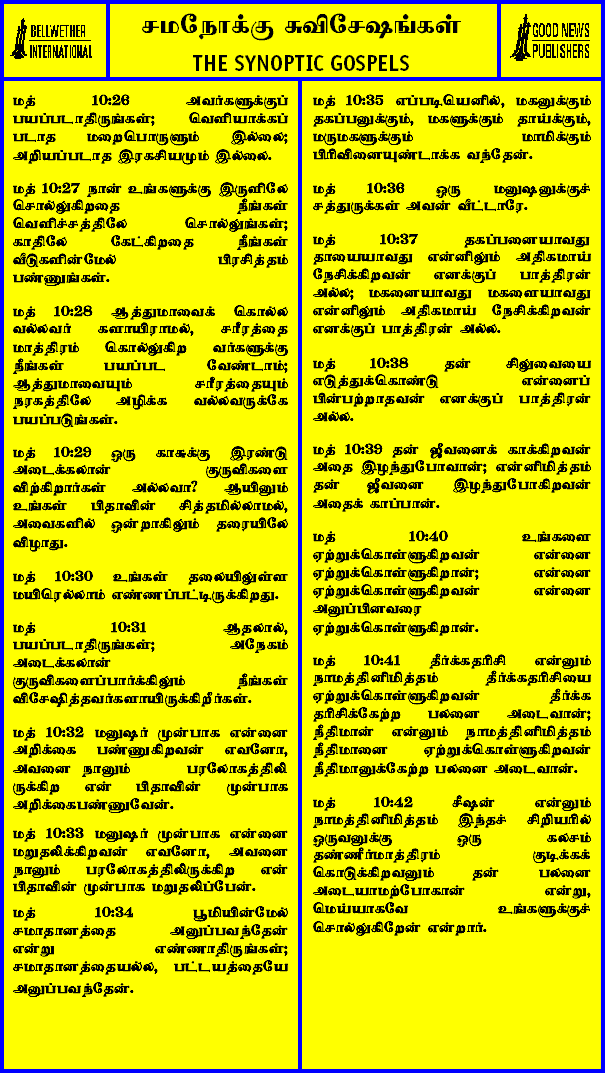 BELLWETHER
INTERNATIONAL
சமநோக்கு சுவிசேஷங்கள்
THE SYNOPTIC GOSPELS
GOOD NEWS
PUBLISHERS
மத் 10:26 அவர்களுக்குப்
பயப்படாதிருங்கள்; வெளியாக்கப்
படாத மறைபொருளும் இல்லை;
அறியப்படாத இரகசியமும் இல்லை.
மத் 10:27 நான் உங்களுக்கு இருளிலே
சொல்லுகிறதை நீங்கள்
வெளிச்சத்திலே சொல்லுங்கள்;
காதிலே கேட்கிறதை நீங்கள்
வீடுகளின்மேல் பிரசித்தம்
பண்ணுங்கள்.
மத் 10:28 ஆத்துமாவைக் கொல்ல
வல்லவர் களாயிராமல், சரீரத்தை
மாத்திரம் கொல்லுகிற வர்களுக்கு
நீங்கள் பயப்பட வேண்டாம்;
ஆத்துமாவையும் சரீரத்தையும்
நரகத்திலே அழிக்க வல்லவருக்கே
பயப்படுங்கள்.
மத் 10:29 ஒரு காசுக்கு இரண்டு
அடைக்கலான் குருவிகளை
விற்கிறார்கள் அல்லவா? ஆயினும்
உங்கள் பிதாவின் சித்தமில்லாமல்,
அவைகளில் ஒன்றாகிலும் தரையிலே
விழாது.
மத் 10:30 உங்கள் தலையிலுள்ள
மயிரெல்லாம் எண்ணப்பட்டிருக்கிறது.
மத் 10:31 ஆதலால்,
பயப்படாதிருங்கள்; அநேகம்
அடைக்கலான்
குருவிகளைப்பார்க்கிலும் நீங்கள்
விசேஷித்தவர்களாயிருக்கிறீர்கள்.
மத் 10:32 மனுஷர் முன்பாக என்னை
அறிக்கை பண்ணுகிறவன் எவனோ,
அவனை நானும் பரலோகத்திலி
ருக்கிற என் பிதாவின் முன்பாக
அறிக்கைபண்ணுவேன்.
மத் 10:33 மனுஷர் முன்பாக என்னை
மறுதலிக்கிறவன் எவனோ, அவனை
நானும் பரலோகத்திலிருக்கிற என்
பிதாவின் முன்பாக மறுதலிப்பேன்.
மத் 10:34 பூமியின்மேல்
சமாதானத்தை அனுப்பவந்தேன்
என்று எண்ணாதிருங்கள்;
சமாதானத்தையல்ல, பட்டயத்தையே
அனுப்பவந்தேன்.
மத் 10:35 எப்படியெனில், மகனுக்கும்
தகப்பனுக்கும், மகளுக்கும் தாய்க்கும்,
மருமகளுக்கும் மாமிக்கும்
பிரிவினையுண்டாக்க வந்தேன்.
மத் 10:36 ஒரு மனுஷனுக்குச்
சத்துருக்கள் அவன் வீட்டாரே.
மத் 10:37 தகப்பனையாவது
தாயையாவது என்னிலும் அதிகமாய்
நேசிக்கிறவன் எனக்குப் பாத்திரன்
அல்ல; மகனையாவது மகளையாவது
என்னிலும் அதிகமாய் நேசிக்கிறவன்
எனக்குப் பாத்திரன் அல்ல.
மத் 10:38 தன் சிலுவையை
எடுத்துக்கொண்டு என்னைப்
பின்பற்றாதவன் எனக்குப் பாத்திரன்
அல்ல.
மத் 10:39 தன் ஜீவனைக் காக்கிறவன்
அதை இழந்துபோவான்; என்னிமித்தம்
தன் ஜீவனை இழந்துபோகிறவன்
அதைக் காப்பான்.
மத் 10:40 உங்களை
ஏற்றுக்கொள்ளுகிறவன் என்னை
ஏற்றுக்கொள்ளுகிறான்; என்னை
ஏற்றுக்கொள்ளுகிறவன் என்னை
அனுப்பினவரை
ஏற்றுக்கொள்ளுகிறான்.
மத் 10:41 தீர்க்கதரிசி என்னும்
நாமத்தினிமித்தம் தீர்க்கதரிசியை
ஏற்றுக்கொள்ளுகிறவன் தீர்க்க
தரிசிக்கேற்ற பலனை அடைவான்;
நீதிமான் என்னும் நாமத்தினிமித்தம்
நீதிமானை ஏற்றுக்கொள்ளுகிறவன்
நீதிமானுக்கேற்ற பலனை அடைவான்.
மத் 10:42 சீஷன் என்னும்
நாமத்தினிமித்தம் இந்தச் சிறியரில்
ஒருவனுக்கு ஒரு கலசம்
தண்ணீர்மாத்திரம் குடிக்கக்
கொடுக்கிறவனும் தன் பலனை
அடையாமற்போகான் என்று,
மெய்யாகவே உங்களுக்குச்
சொல்லுகிறேன் என்றார்.